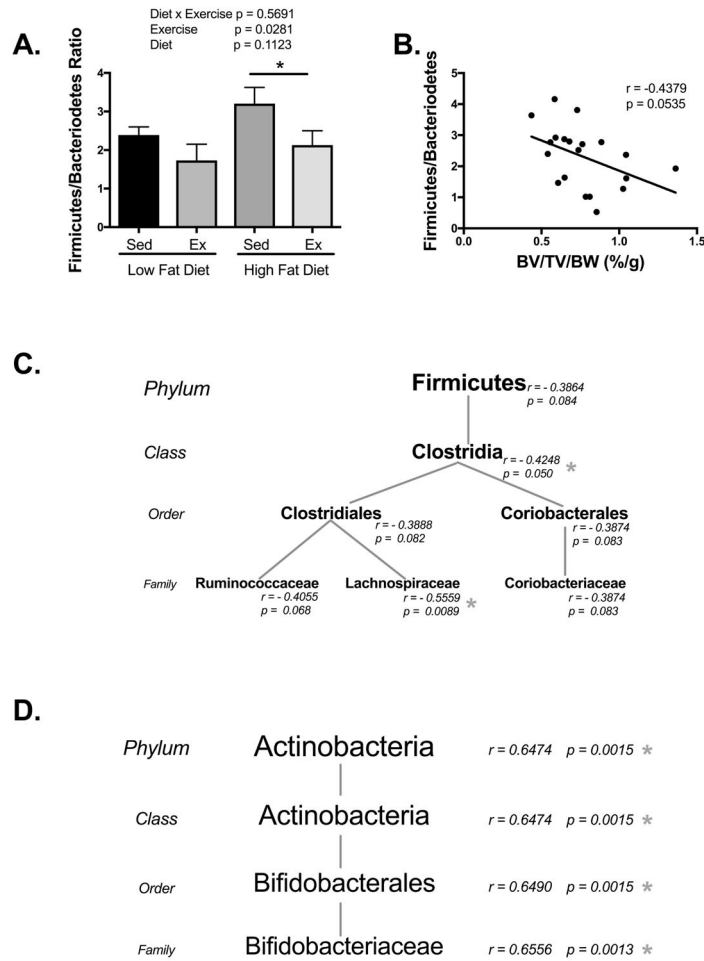 A.
Diet x Exercise p = 0.5691
Exercise p = 0.0281
Diet p = 0.1123
*
Firmicutes/Bacteriodetes Ratio
4
3
2
1
0
Sed Ex Sed Ex
Low Fat Diet High Fat Diet
B.
r = -0.4379
p = 0.0535
Firmicutes/Bacteriodetes
5
4
3
2
1
0
0.0 0.5 1.0 1.5
BV/TV/BW (%/g)
C.
Phylum Firmicutes r = - 0.3864
p = 0.084
Class Clostridia r = - 0.4248
p = 0.050 *
Order Clostridiales Coriobacterales
r = - 0.3888 r = -0.3874
p = 0.082 p = 0.083
Family Ruminococcaceae Lachnospiraceae Coriobacteriaceae
r = - 0.4055 r = -0.5559 r = -0.3874
p = 0.068 p = 0.0089 * p = 0.083
D.
Phylum Actinobacteria r = 0.6474 p = 0.0015 *
Class Actinobacteria r = 0.6474 p = 0.0015 *
Order Bifidobacterales r = 0.6490 p = 0.0015 *
Family Bifidobacteriaceae r = 0.6556 p = 0.0013 *